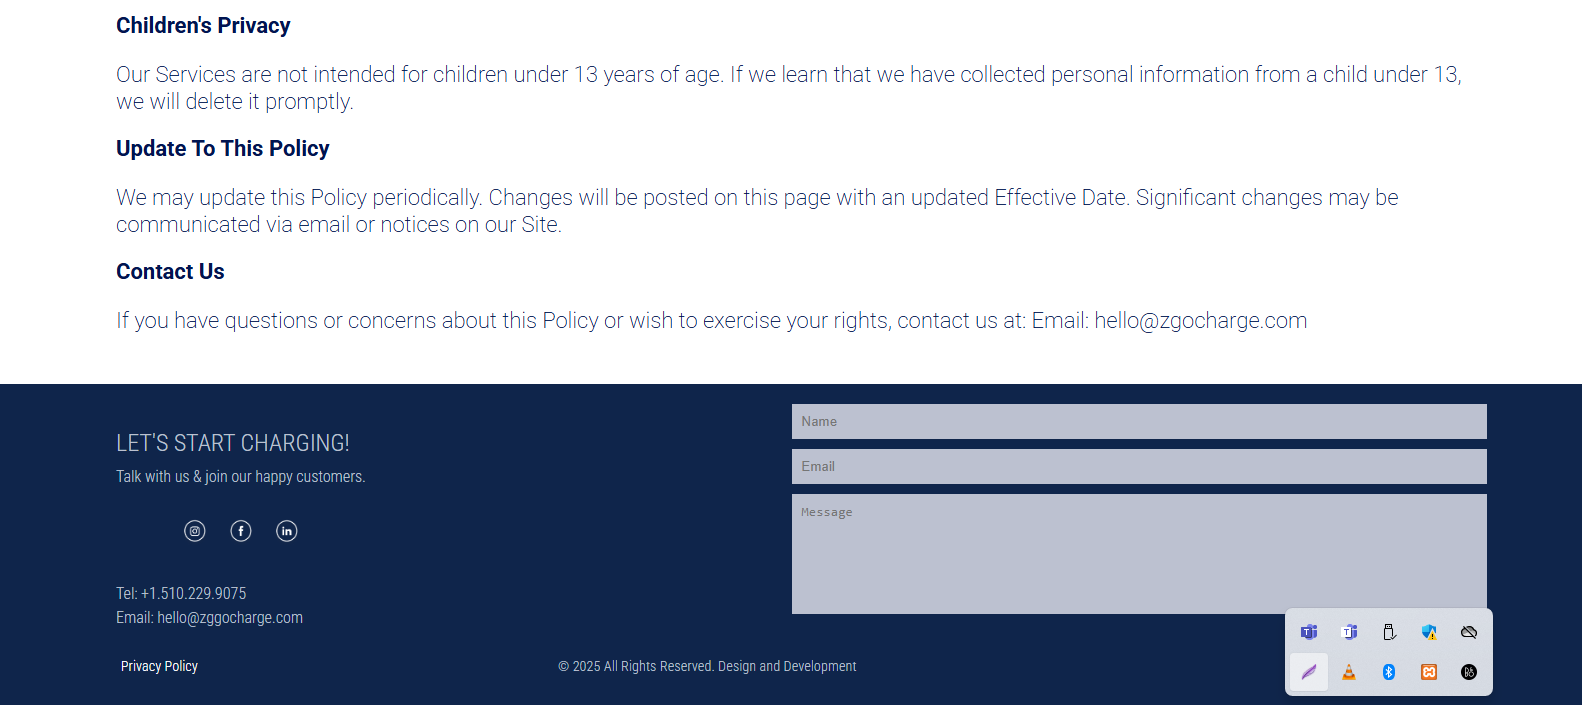 Children's Privacy
Our Services are not intended for children under 13 years of age. If we learn that we have collected personal information from a child under 13,
we will delete it promptly.
Update To This Policy
We may update this Policy periodically. Changes will be posted on this page with an updated Effective Date. Significant changes may be
communicated via email or notices on our Site.
Contact Us
If you have questions or concerns about this Policy or wish to exercise your rights, contact us at: Email: hello@zgocharge.com
LET'S START CHARGING!
Talk with us & join our happy customers.
Tel: +1.510.229.9075
Email: hello@zggocharge.com
Name
Email
Message
Privacy Policy
© 2025 All Rights Reserved. Design and Development